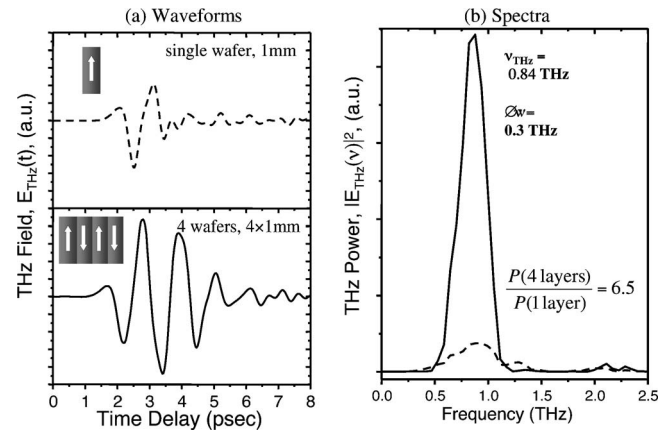 (a) Waveforms
single wafer, 1mm
4 wafers, 4×1mm
THz Field, E_THz(t), (a.u.)
0 1 2 3 4 5 6 7 8
Time Delay (psec)
(b) Spectra
ν_THz=
0.84 THz
∅w=
0.3 THz
P(4 layers)
P(1 layer)
= 6.5
THz Power, |E_THz(ν)|², (a.u.)
0.0 0.5 1.0 1.5 2.0 2.5
Frequency (THz)